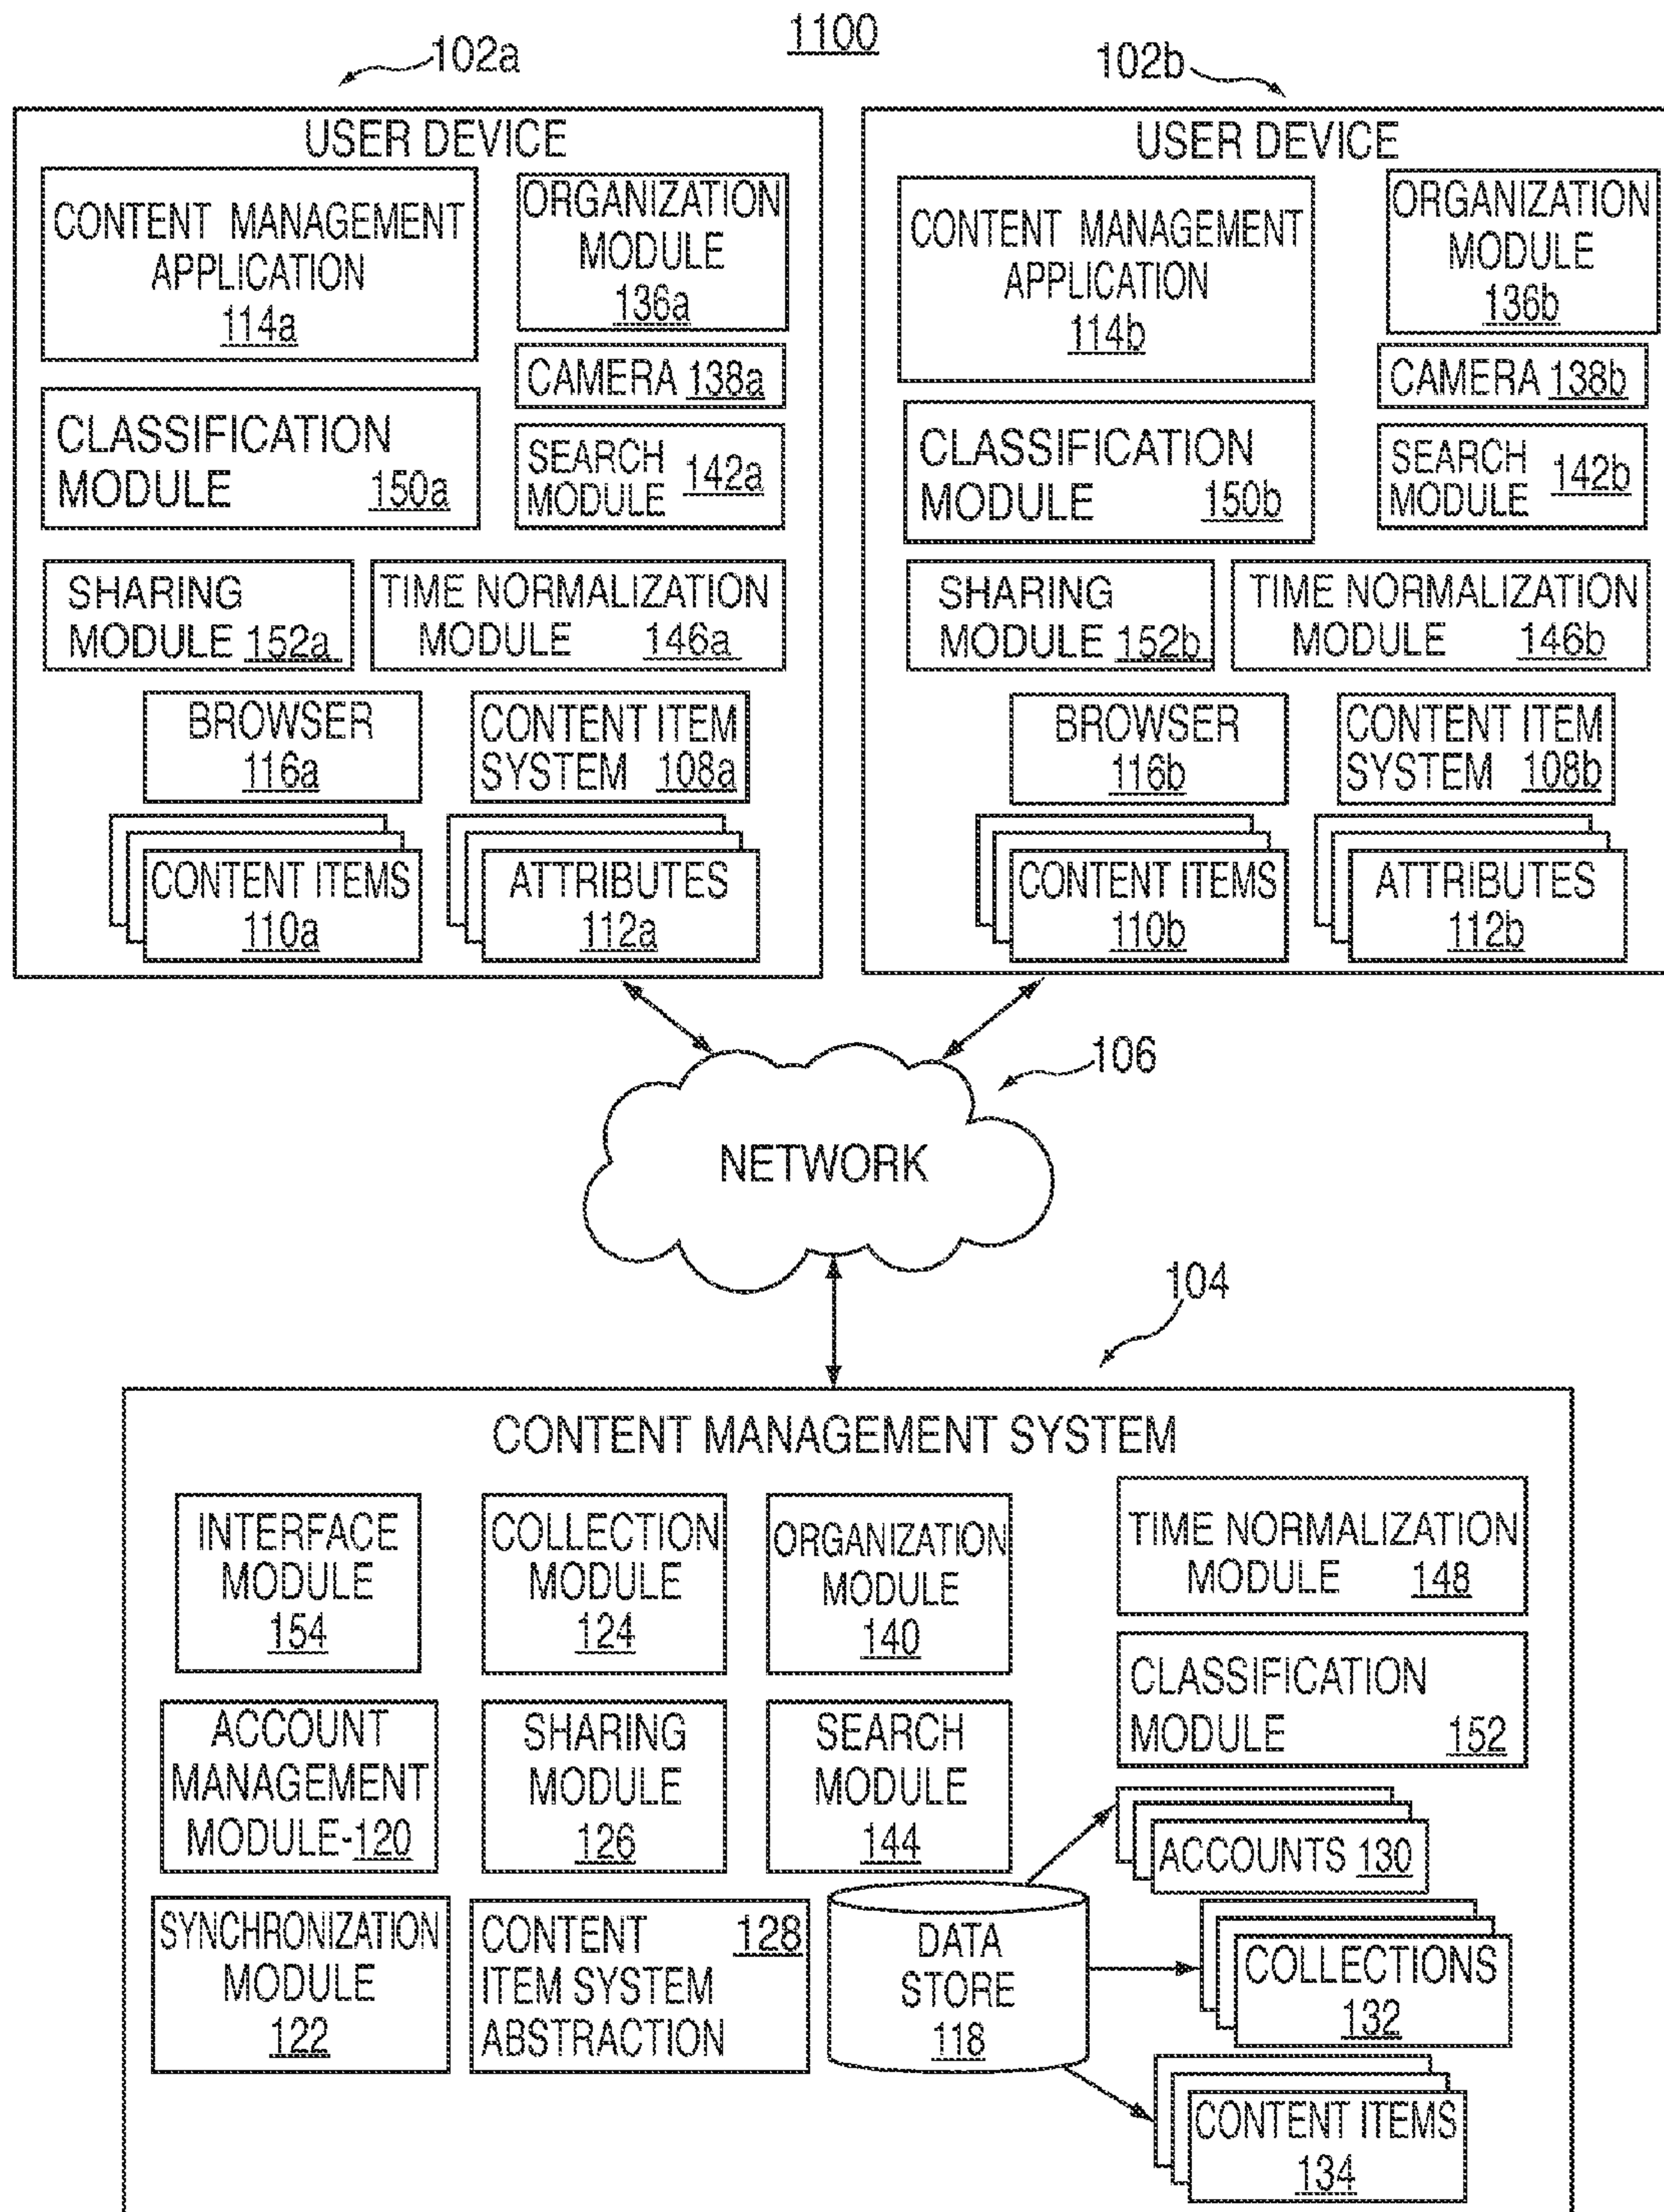 1100
102a
102b
USER DEVICE
CONTENT MANAGEMENT
APPLICATION
114a
ORGANIZATION
MODULE
136a
CAMERA 138a
CLASSIFICATION
MODULE 150a
SEARCH
MODULE 142a
SHARING
MODULE 152a
TIME NORMALIZATION
MODULE 146a
BROWSER
116a
CONTENT ITEM
SYSTEM 108a
CONTENT ITEMS
110a
ATTRIBUTES
112a
USER DEVICE
CONTENT MANAGEMENT
APPLICATION
114b
ORGANIZATION
MODULE
136b
CAMERA 138b
CLASSIFICATION
MODULE 150b
SEARCH
MODULE 142b
SHARING
MODULE 152b
TIME NORMALIZATION
MODULE 146b
BROWSER
116b
CONTENT ITEM
SYSTEM 108b
CONTENT ITEMS
110b
ATTRIBUTES
112b
106
NETWORK
104
CONTENT MANAGEMENT SYSTEM
INTERFACE
MODULE
154
COLLECTION
MODULE
124
ORGANIZATION
MODULE
140
TIME NORMALIZATION
MODULE 148
ACCOUNT
MANAGEMENT
MODULE-120
SHARING
MODULE
126
SEARCH
MODULE
144
CLASSIFICATION
MODULE 152
SYNCHRONIZATION
MODULE
122
CONTENT 128
ITEM SYSTEM
ABSTRACTION
DATA
STORE
118
ACCOUNTS 130
COLLECTIONS
132
CONTENT ITEMS
134